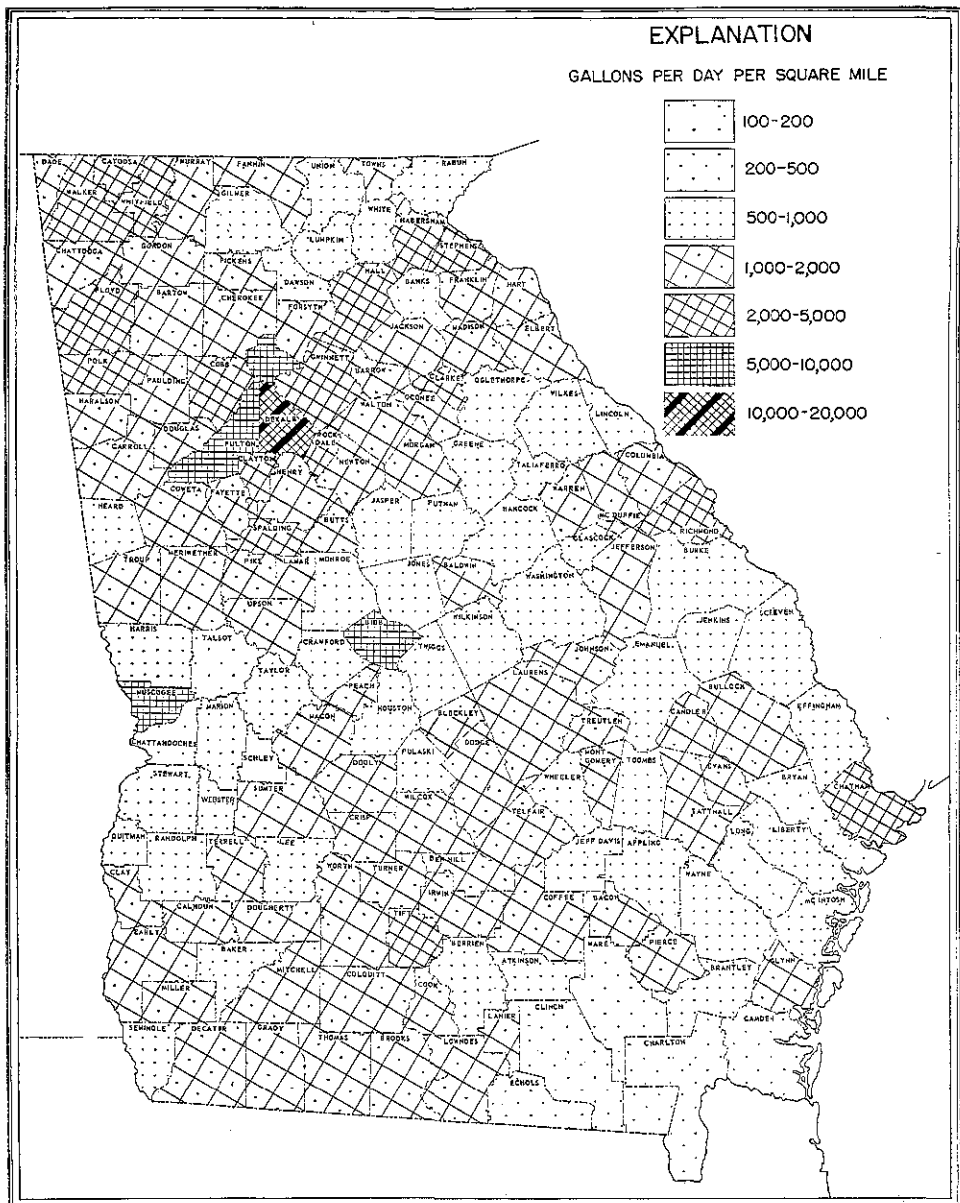 EXPLANATION
GALLONS PER DAY PER SQUARE MILE
100-200
200-500
500-1,000
1,000-2,000
2,000-5,000
5,000-10,000
10,000-20,000
DADE CATOOSA MURRAY FANNIN UNION TOWNS RABUN
WALKER WHITFIELD GILMER WHITE HABERSHAM
LUMPKIN STEPHENS
CHATTOOGA GORDON PICKENS DAWSON HALL BANKS FRANKLIN HART
FLOYD BARTOW CHEROKEE FORSYTH
JACKSON MADISON ELBERT
POLK PAULDING COBB GWINNETT BARROW CLARKE OGLETHORPE
HARALSON DOUGLAS DEKALB WALTON OCONEE WILKES LINCOLN
CARROLL FULTON CLAYTON ROCK DALE NEWTON MORGAN GREENE TALIAFERRO COLUMBIA
HENRY
COWETA FAYETTE WARREN
HEARD SPALDING BUTTS JASPER PUTNAM HANCOCK MC DUFFIE RICHMOND
GLASCOCK JEFFERSON BURKE
TROUP MERIWETHER PIKE LAMAR MONROE JONES BALDWIN WASHINGTON
UPSON
HARRIS TALBOT CRAWFORD BIBB TWIGGS WILKINSON JOHNSON EMANUEL JENKINS SCREVEN
TAYLOR LAURENS
MUSCOGEE MARION MACON PEACH HOUSTON BLECKLEY TREUTLEN CANDLER BULLOCK EFFINGHAM
CHATTAHOOCHEE SCHLEY DOOLY PULASKI DODGE MONT GOMERY TOOMBS EVANS BRYAN CHATHAM
STEWART WEBSTER SUMTER WILCOX WHEELER TATTNALL
CRISP TELFAIR LONG LIBERTY
QUITMAN RANDOLPH TERRELL LEE JEFF DAVIS APPLING
CLAY WORTH TURNER BEN HILL WAYNE
CALHOUN DOUGHERTY IRWIN COFFEE BACON MC INTOSH
EARLY TIFT
BAKER BERRIEN WARE PIERCE GLYNN
MITCHELL COLQUITT COOK ATKINSON BRANTLEY
MILLER LANIER CLINCH CAMDEN
SEMINOLE DECATUR GRADY THOMAS BROOKS LOWNDES CHARLTON
ECHOLS